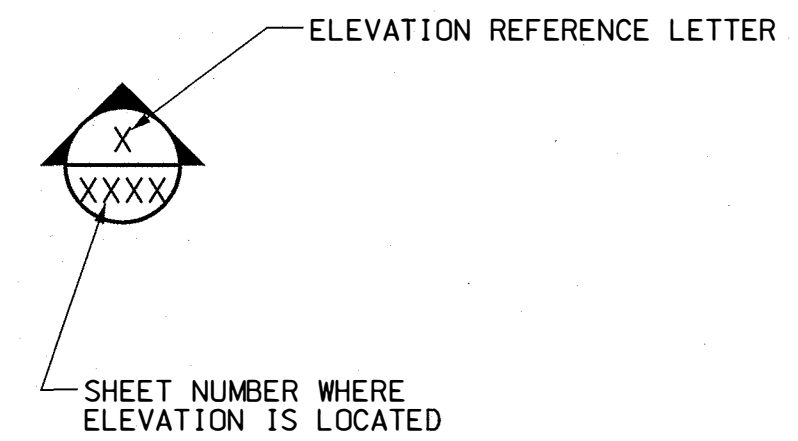 ELEVATION REFERENCE LETTER
X
XXXX
SHEET NUMBER WHERE
ELEVATION IS LOCATED